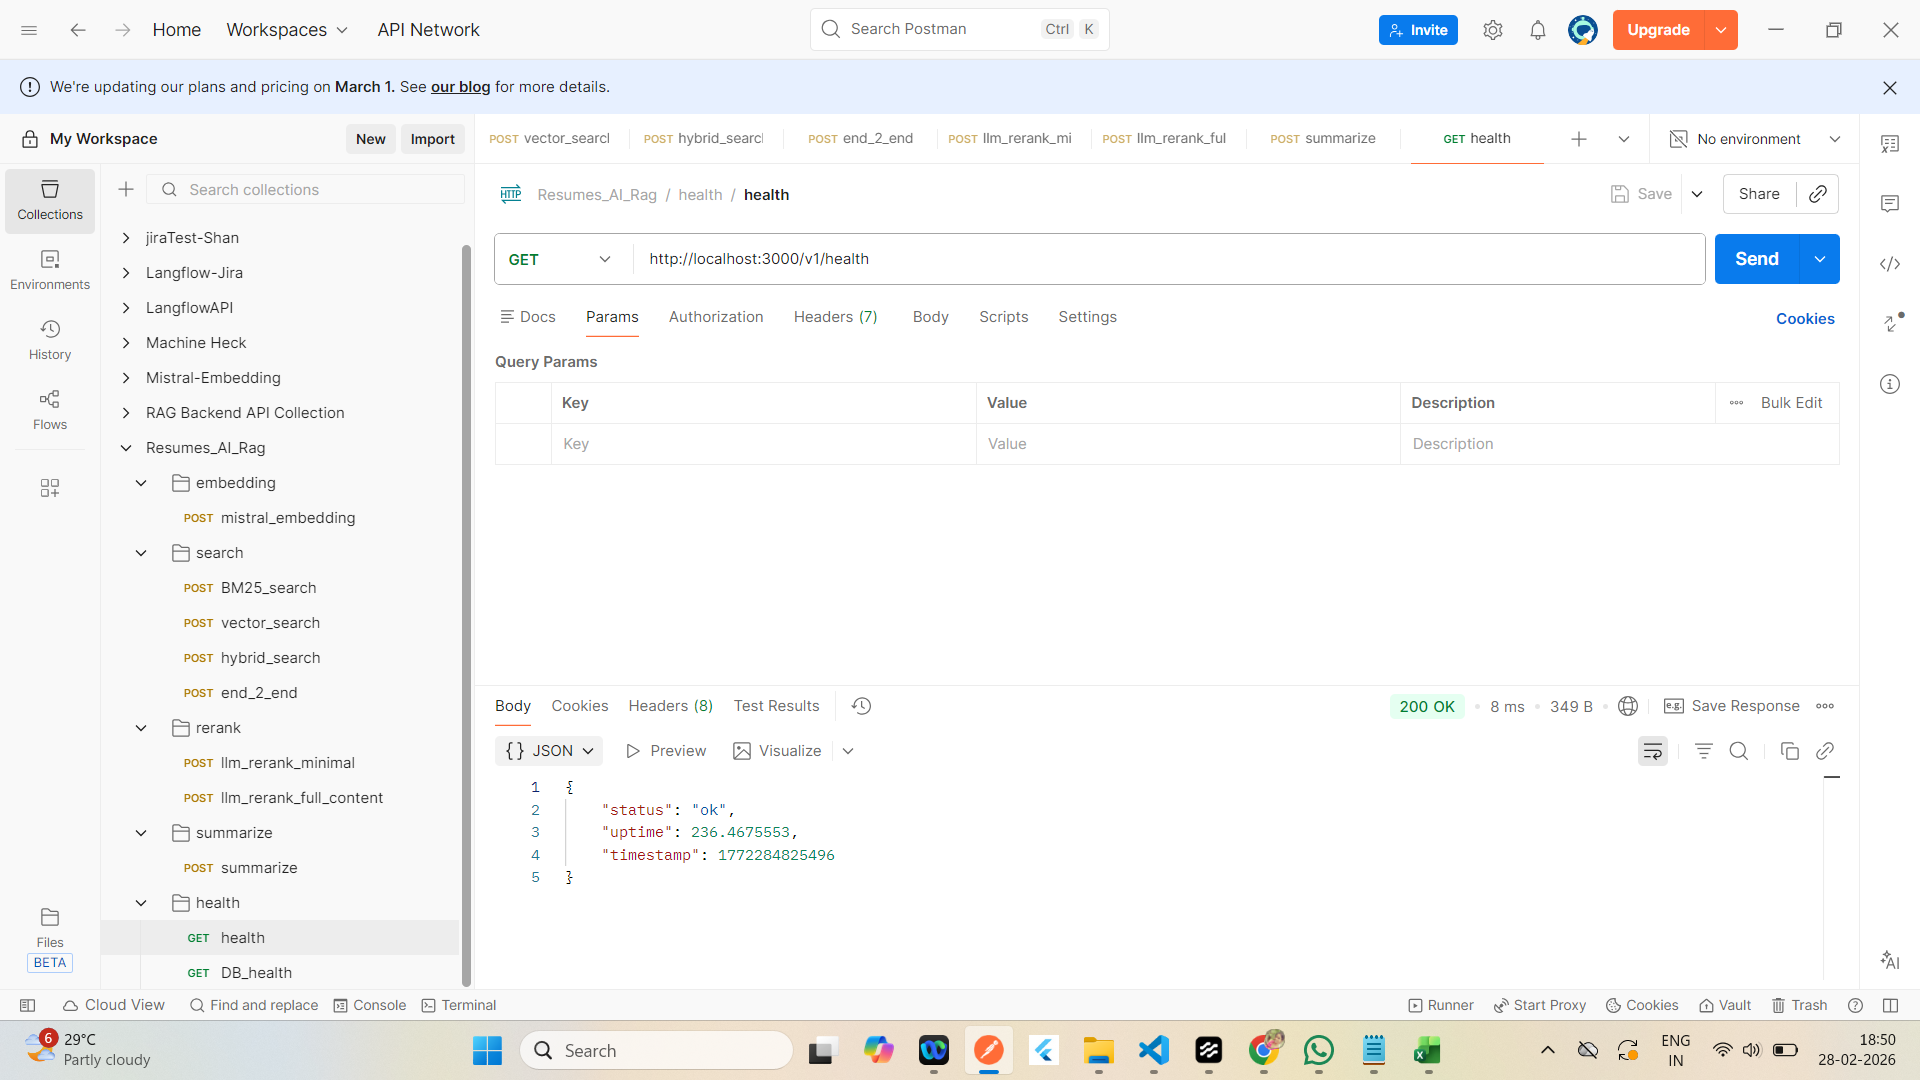 Home
Workspaces
API Network
Search Postman
Ctrl K
Invite
Upgrade
We're updating our plans and pricing on March 1. See our blog for more details.
My Workspace
New
Import
POST vector_search
POST hybrid_search
POST end_2_end
POST llm_rerank_mi
POST llm_rerank_ful
POST summarize
GET health
No environment
Collections
Environments
History
Flows
Files
BETA
Search collections
jiraTest-Shan
Langflow-Jira
LangflowAPI
Machine Heck
Mistral-Embedding
RAG Backend API Collection
Resumes_AI_Rag
embedding
POST mistral_embedding
search
POST BM25_search
POST vector_search
POST hybrid_search
POST end_2_end
rerank
POST llm_rerank_minimal
POST llm_rerank_full_content
summarize
POST summarize
health
GET health
GET DB_health
HTTP Resumes_AI_Rag / health / health
Save
Share
GET
http://localhost:3000/v1/health
Send
Docs
Params
Authorization
Headers (7)
Body
Scripts
Settings
Cookies
Query Params
Key Value Description Bulk Edit
Key Value Description
Body
Cookies
Headers (8)
Test Results
200 OK
8 ms
349 B
e.g. Save Response
{} JSON
Preview
Visualize
1 {
2 "status": "ok",
3 "uptime": 236.4675553,
4 "timestamp": 1772284825496
5 }
AI
Cloud View
Find and replace
Console
Terminal
Runner
Start Proxy
Cookies
Vault
Trash
6
29°C
Partly cloudy
Search
ENG
IN
18:50
28-02-2026